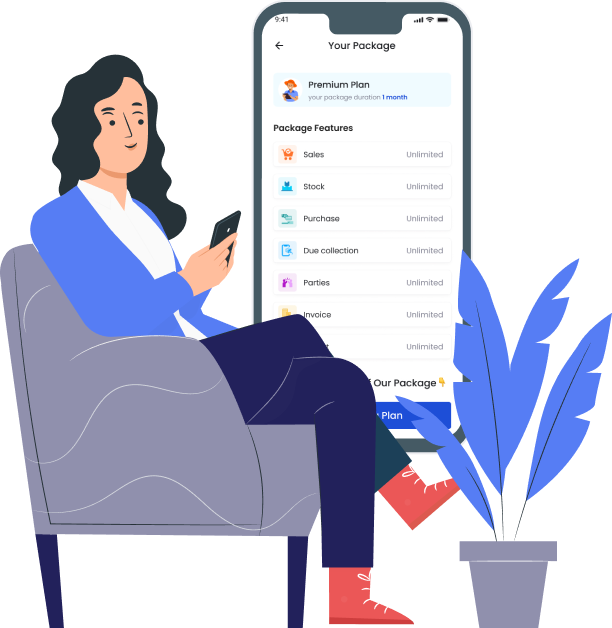 9:41
Your Package
Premium Plan
your package duration 1 month
Package Features
Sales Unlimited
Stock Unlimited
Purchase Unlimited
Due collection Unlimited
Parties Unlimited
Invoice Unlimited
Unlimited
Our Package👇
Plan